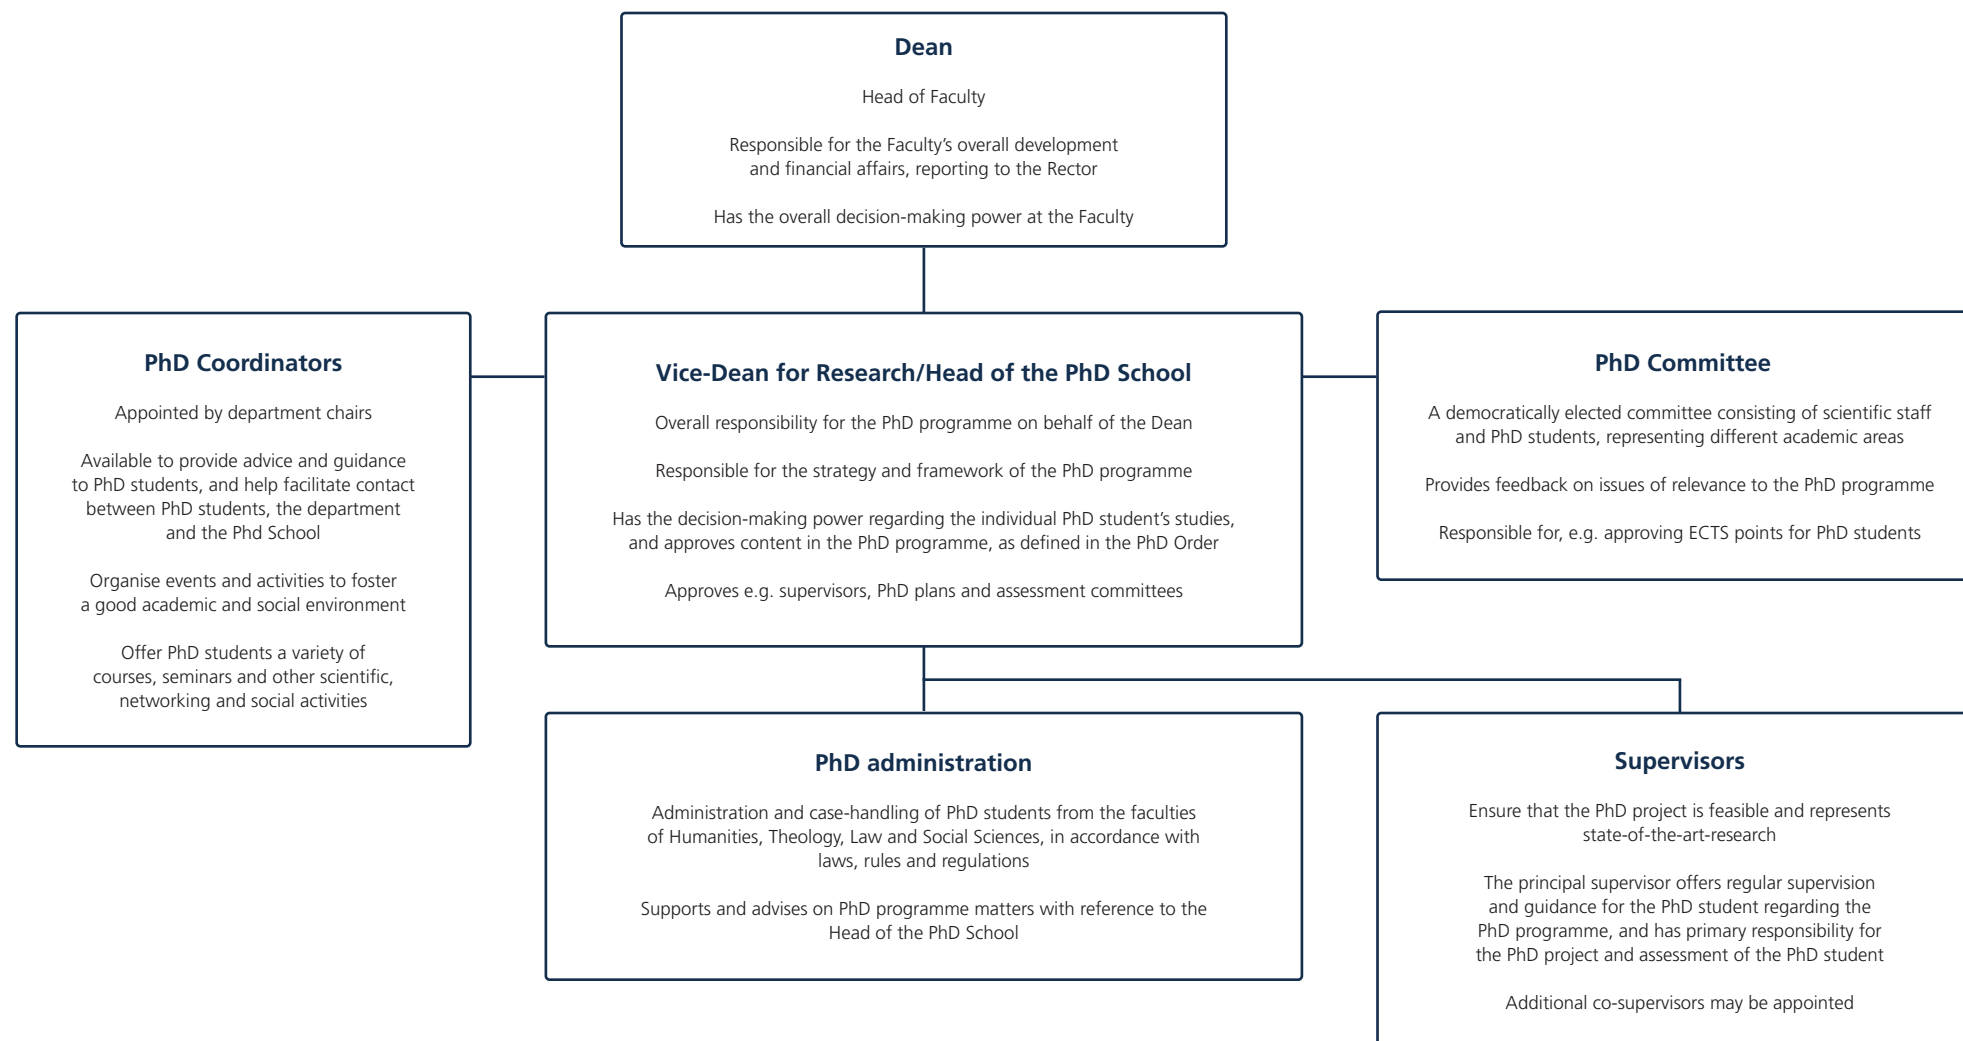 Dean
Head of Faculty
Responsible for the Faculty’s overall development
and financial affairs, reporting to the Rector
Has the overall decision-making power at the Faculty
PhD Coordinators
Appointed by department chairs
Available to provide advice and guidance
to PhD students, and help facilitate contact
between PhD students, the department
and the Phd School
Organise events and activities to foster
a good academic and social environment
Offer PhD students a variety of
courses, seminars and other scientific,
networking and social activities
Vice-Dean for Research/Head of the PhD School
Overall responsibility for the PhD programme on behalf of the Dean
Responsible for the strategy and framework of the PhD programme
Has the decision-making power regarding the individual PhD student’s studies,
and approves content in the PhD programme, as defined in the PhD Order
Approves e.g. supervisors, PhD plans and assessment committees
PhD Committee
A democratically elected committee consisting of scientific staff
and PhD students, representing different academic areas
Provides feedback on issues of relevance to the PhD programme
Responsible for, e.g. approving ECTS points for PhD students
PhD administration
Administration and case-handling of PhD students from the faculties
of Humanities, Theology, Law and Social Sciences, in accordance with
laws, rules and regulations
Supports and advises on PhD programme matters with reference to the
Head of the PhD School
Supervisors
Ensure that the PhD project is feasible and represents
state-of-the-art-research
The principal supervisor offers regular supervision
and guidance for the PhD student regarding the
PhD programme, and has primary responsibility for
the PhD project and assessment of the PhD student
Additional co-supervisors may be appointed